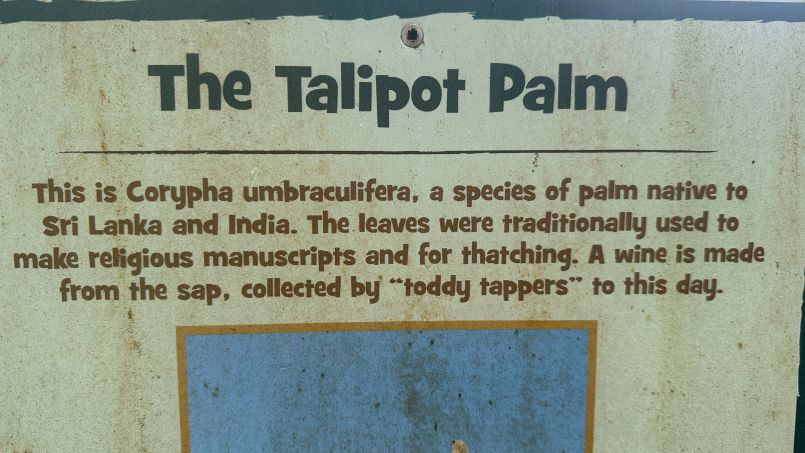 The Talipot Palm
This is Corypha umbraculifera, a species of palm native to
Sri Lanka and India. The leaves were traditionally used to
make religious manuscripts and for thatching. A wine is made
from the sap, collected by “toddy tappers” to this day.